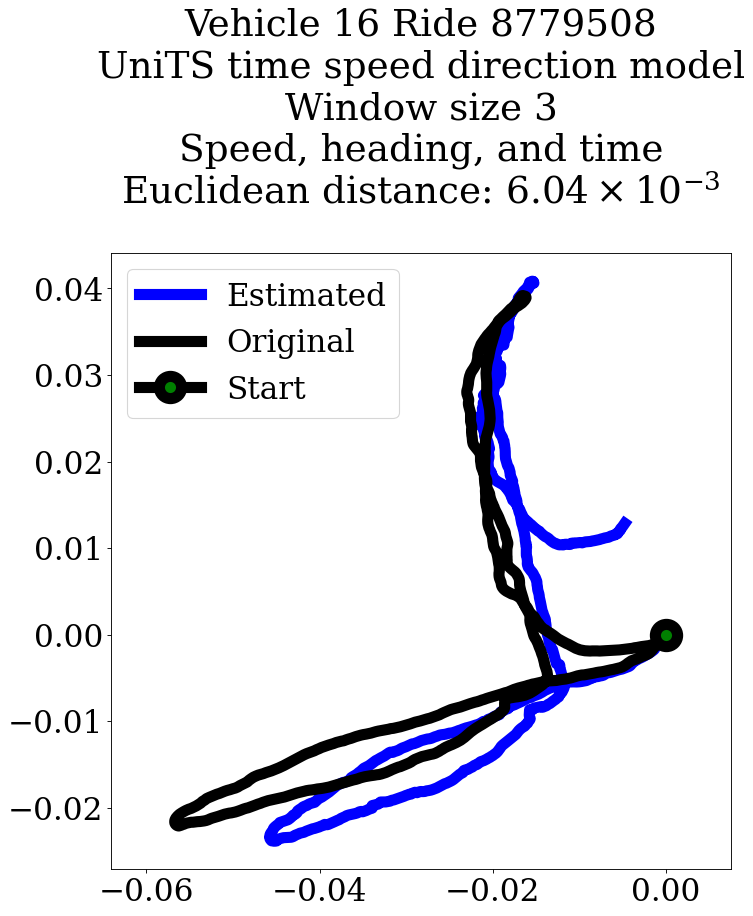 Vehicle 16 Ride 8779508
UniTS time speed direction model
Window size 3
Speed, heading, and time
Euclidean distance: 6.04 × 10⁻³
Estimated
Original
Start
0.04
0.03
0.02
0.01
0.00
−0.01
−0.02
−0.06 −0.04 −0.02 0.00